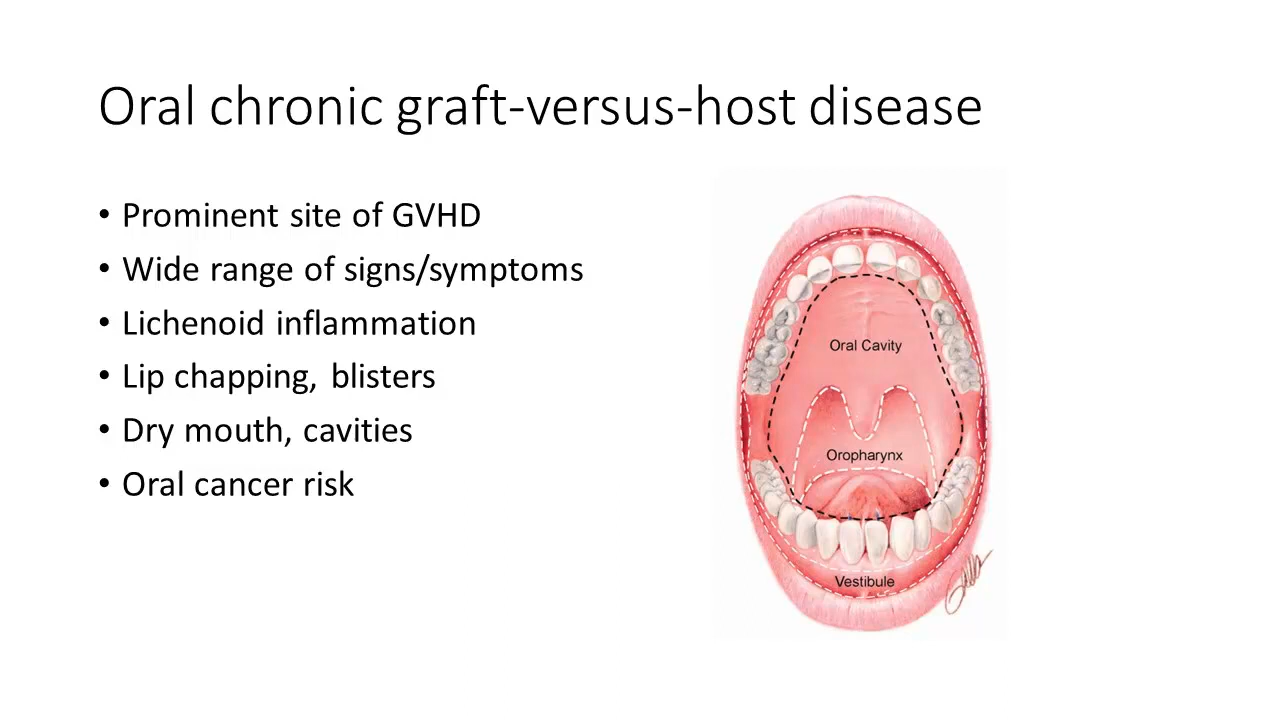 Oral chronic graft-versus-host disease
• Prominent site of GVHD
• Wide range of signs/symptoms
• Lichenoid inflammation
• Lip chapping, blisters
• Dry mouth, cavities
• Oral cancer risk
Oral Cavity
Oropharynx
Vestibule